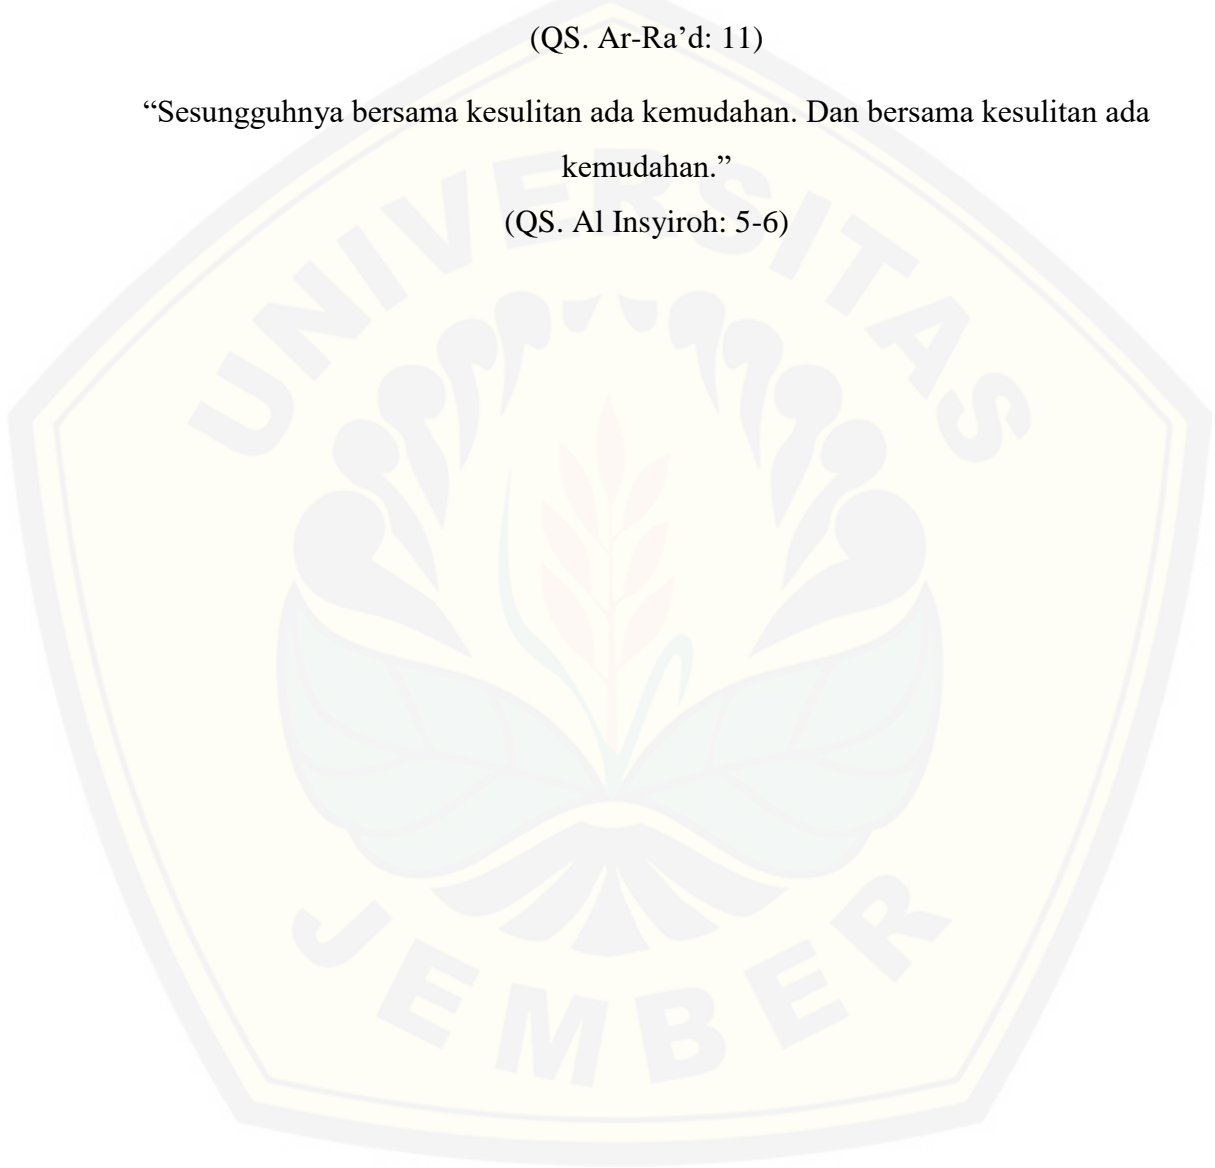 (QS. Ar-Ra’d: 11)
“Sesungguhnya bersama kesulitan ada kemudahan. Dan bersama kesulitan ada
kemudahan.”
(QS. Al Insyiroh: 5-6)
UNIVERSITAS
JEMBER